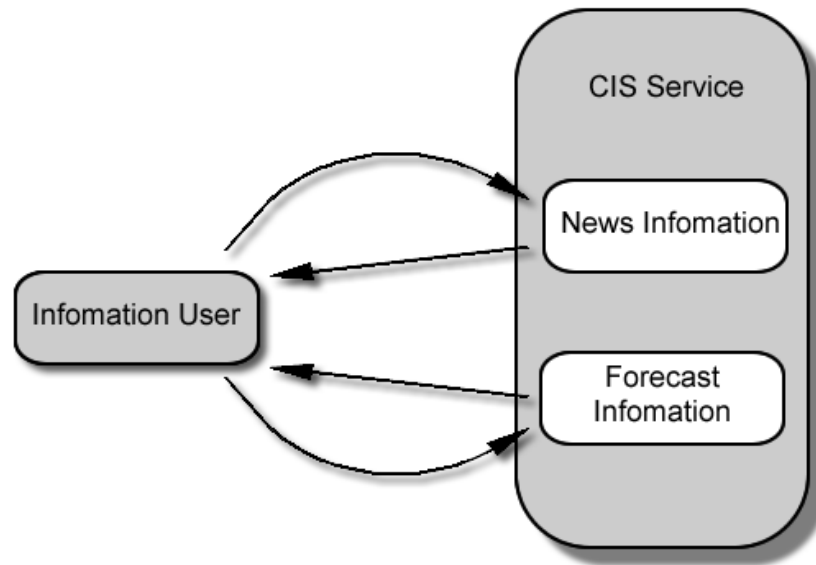 CIS Service
News Infomation
Infomation User
Forecast
Infomation